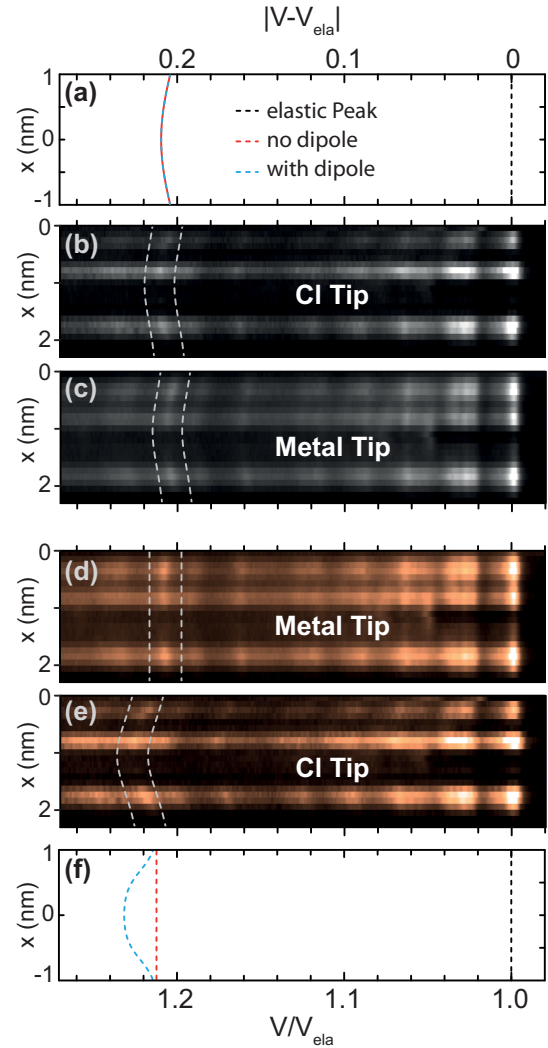 |V-V_ela|
0.2 0.1 0
(a)
1
0
-1
x (nm)
elastic Peak
no dipole
with dipole
(b)
0
2
x (nm)
Cl Tip
(c)
0
2
x (nm)
Metal Tip
(d)
0
2
x (nm)
Metal Tip
(e)
0
2
x (nm)
Cl Tip
(f)
1
0
-1
x (nm)
1.2 1.1 1.0
V/V_ela